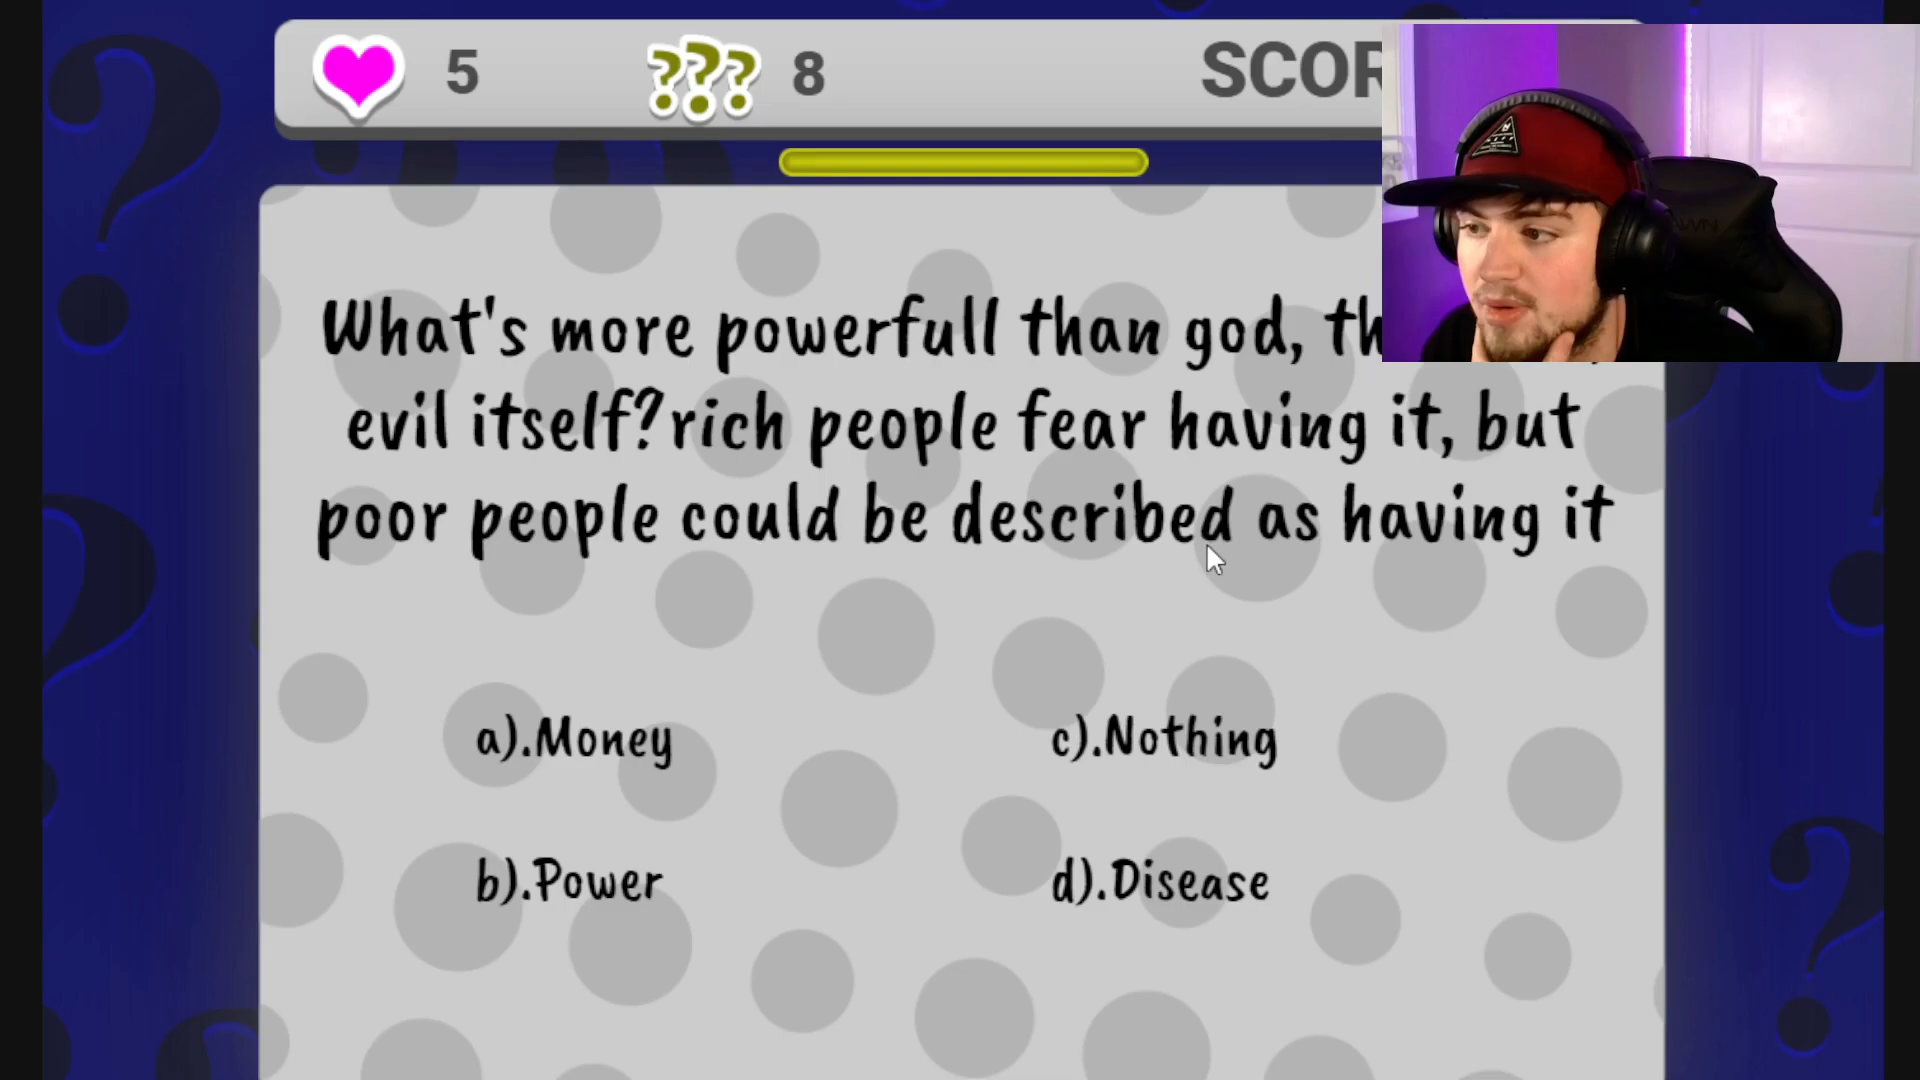 5
8
SCOR
What's more powerfull than god, th
evil itself?rich people fear having it, but
poor people could be described as having it
a).Money
c).Nothing
b).Power
d).Disease